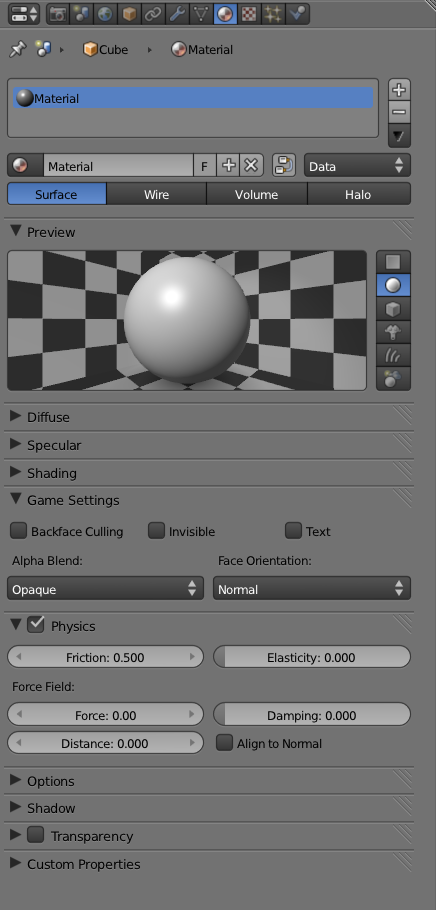 Cube Material
Material
Material F Data
Surface Wire Volume Halo
Preview
Diffuse
Specular
Shading
Game Settings
Backface Culling Invisible Text
Alpha Blend: Face Orientation:
Opaque Normal
Physics
Friction: 0.500 Elasticity: 0.000
Force Field:
Force: 0.00 Damping: 0.000
Distance: 0.000 Align to Normal
Options
Shadow
Transparency
Custom Properties